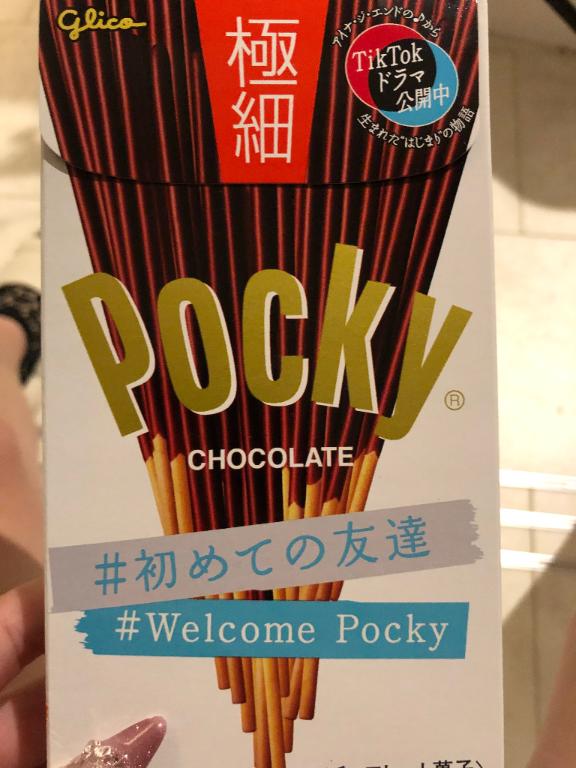 Glico
極細
アイナ・ジ・エンドの♪から
TikTok
ドラマ
公開中
生まれた"はじまり"の物語
Pocky
®
CHOCOLATE
#初めての友達
#Welcome Pocky